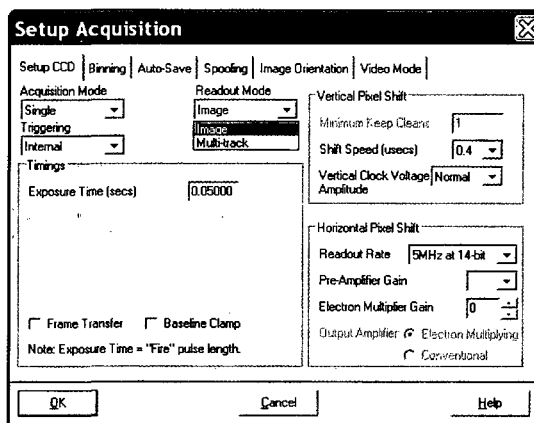 Setup Acquisition
Setup CCD Binning Auto-Save Spooling Image Orientation Video Mode
Acquisition Mode
Single
Triggering
Internal
Readout Mode
Image
Image
Multi-track
Timings
Exposure Time (secs) 0.05000
Frame Transfer Baseline Clamp
Note: Exposure Time = "Fire" pulse length.
Vertical Pixel Shift
Minimum Keep Cleans 1
Shift Speed (usecs) 0.4
Vertical Clock Voltage Normal
Amplitude
Horizontal Pixel Shift
Readout Rate 5MHz at 14-bit
Pre-Amplifier Gain
Electron Multiplier Gain 0
Output Amplifier Electron Multiplying
Conventional
OK Cancel Help